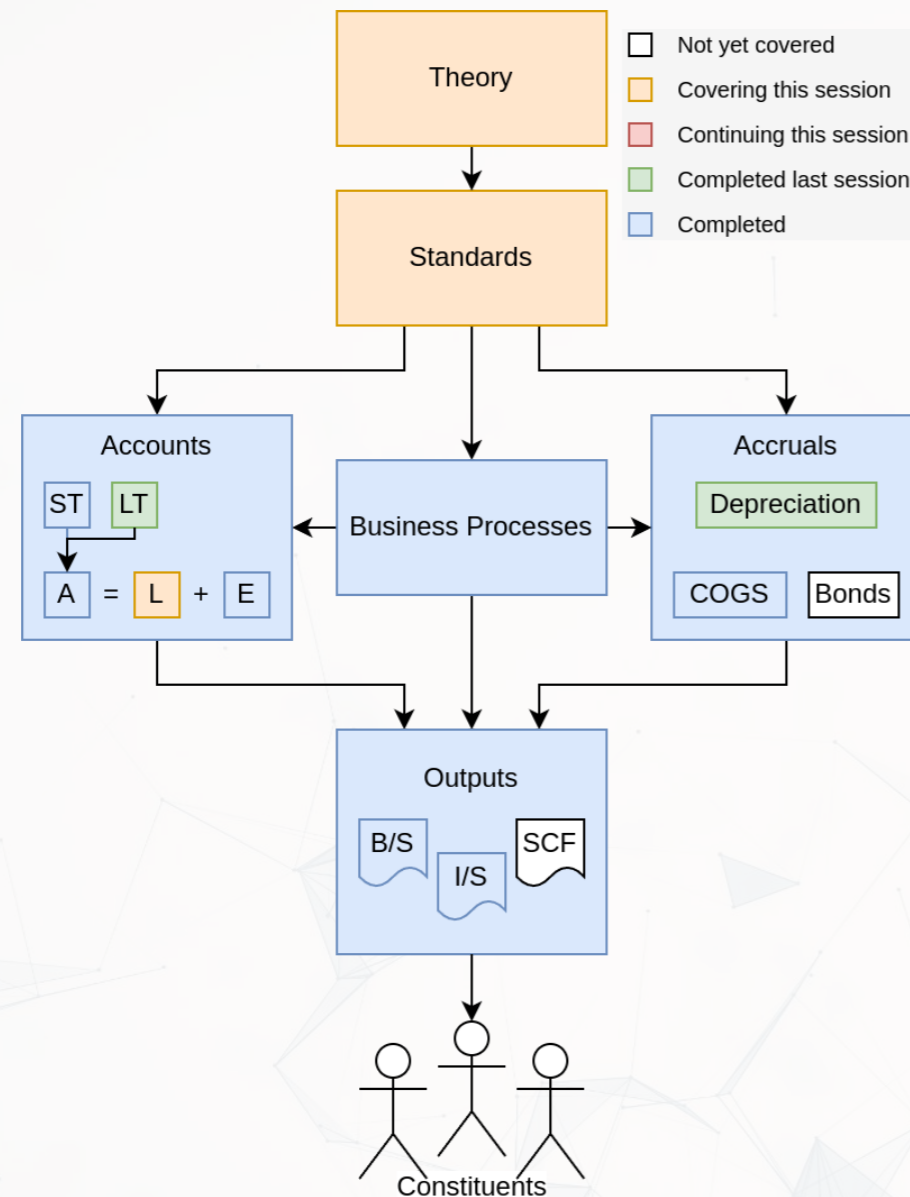 Theory
Not yet covered
Covering this session
Continuing this session
Completed last session
Completed
Standards
Accounts
ST
LT
A = L + E
Business Processes
Accruals
Depreciation
COGS
Bonds
Outputs
B/S
I/S
SCF
Constituents